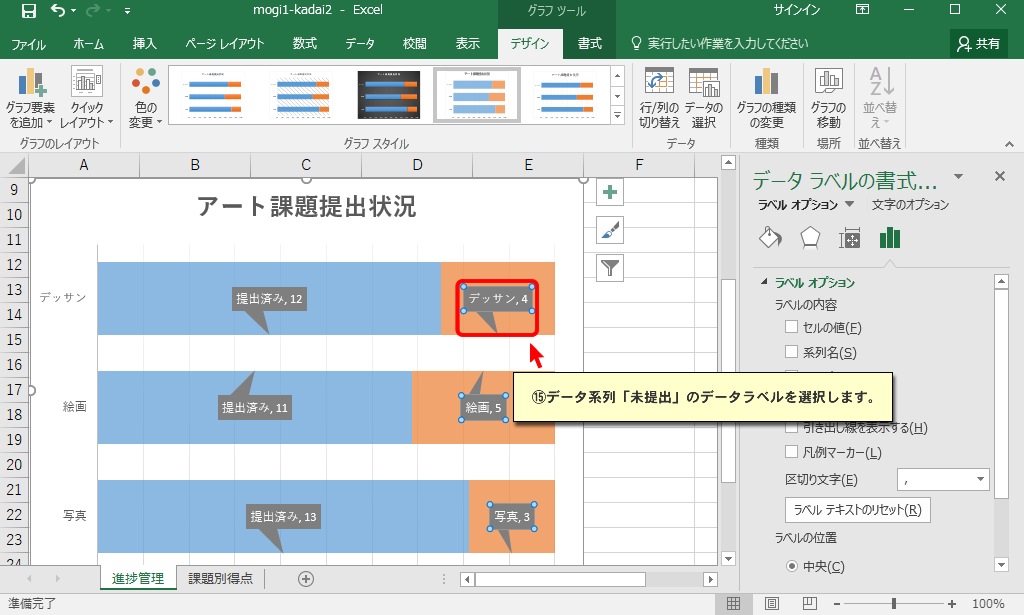 mogi1-kadai2 - Excel
グラフ ツール
サインイン
ファイル ホーム 挿入 ページ レイアウト 数式 データ 校閲 表示 デザイン 書式 実行したい作業を入力してください 共有
グラフ要素を追加
クイックレイアウト
色の変更
行/列の切り替え
データの選択
グラフの種類の変更
グラフの移動
並べ替え
グラフのレイアウト グラフ スタイル データ 種類 場所 並べ替え
A B C D E F
9
10
11
12
13
14
15
16
17
18
19
20
21
22
23
24
アート課題提出状況
デッサン
提出済み, 12
デッサン, 4
絵画
提出済み, 11
絵画, 5
写真
提出済み, 13
写真, 3
⑮データ系列「未提出」のデータラベルを選択します。
データ ラベルの書式...
ラベル オプション 文字のオプション
ラベル オプション
ラベルの内容
セルの値(F)
系列名(S)
引き出し線を表示する(H)
凡例マーカー(L)
区切り文字(E) ,
ラベル テキストのリセット(R)
ラベルの位置
中央(C)
進捗管理 課題別得点
準備完了
100%